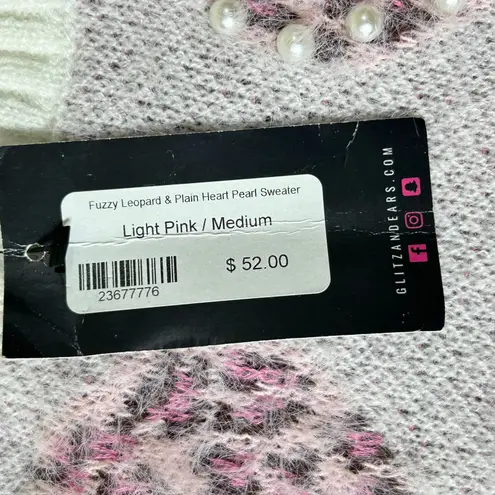 Fuzzy Leopard & Plain Heart Pearl Sweater
Light Pink / Medium
$ 52.00
23677776
GLITZANDEARS.COM